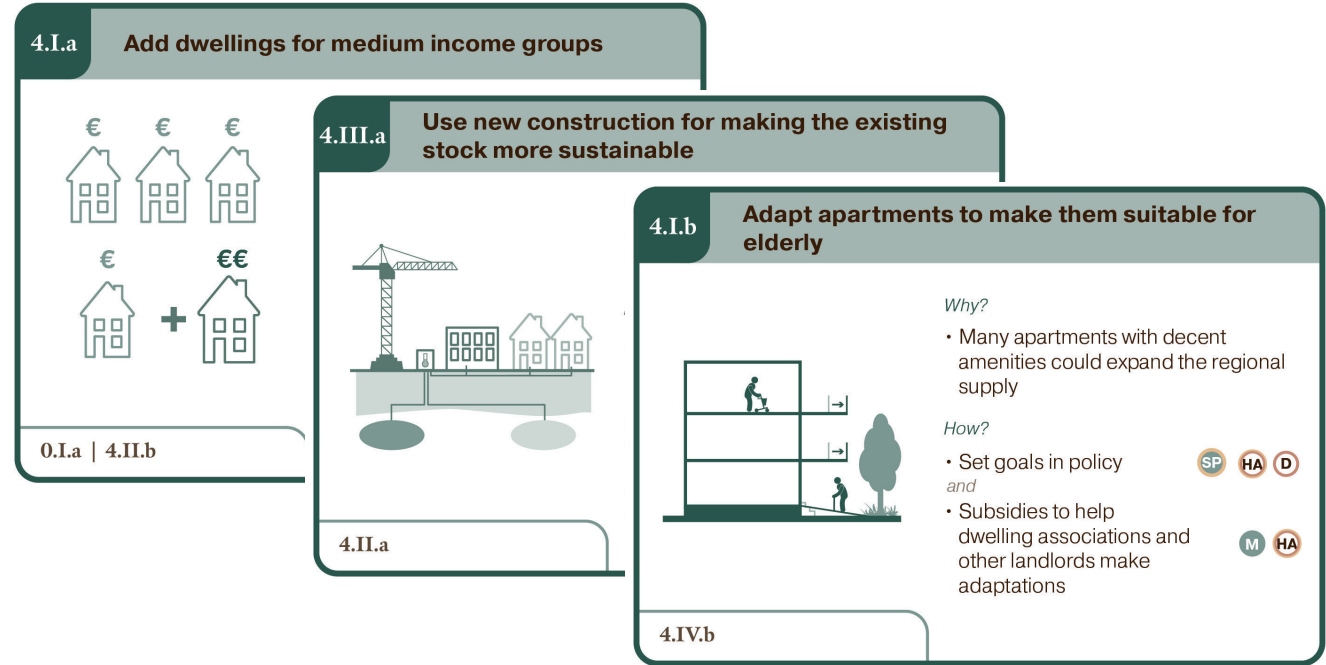 4.I.a
Add dwellings for medium income groups
€ € €
€ €€
+
0.I.a | 4.II.b
4.III.a
Use new construction for making the existing
stock more sustainable
4.II.a
4.I.b
Adapt apartments to make them suitable for
elderly
Why?
• Many apartments with decent
amenities could expand the regional
supply
How?
• Set goals in policy
SP HA D
and
• Subsidies to help
dwelling associations and
other landlords make
adaptations
M HA
4.IV.b